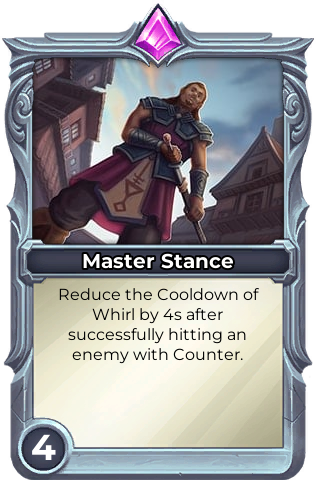 Master Stance
Reduce the Cooldown of
Whirl by 4s after
successfully hitting an
enemy with Counter.
4